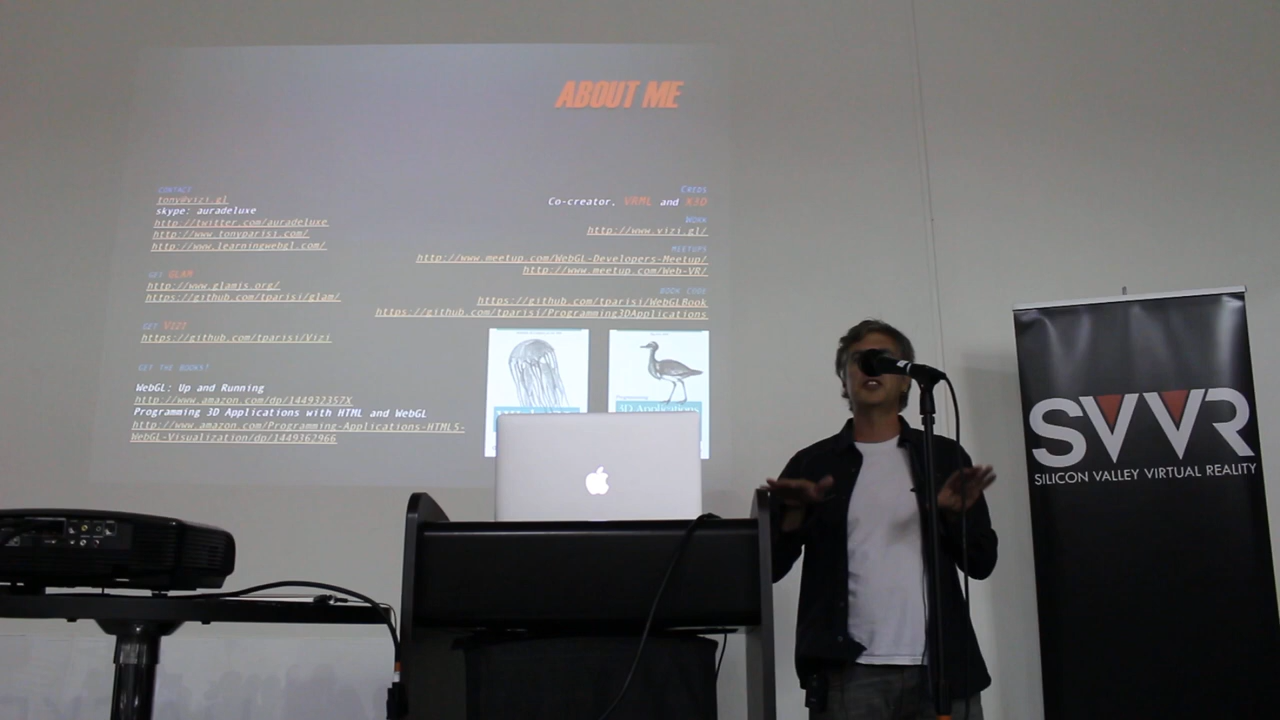 ABOUT ME
CONTACT
tony@vizi.gl
skype: auradeluxe
http://twitter.com/auradeluxe
http://www.tonyparisi.com/
http://www.learningwebgl.com/
GET GLAM
http://www.glamjs.org/
https://github.com/tparisi/glam/
GET VIZI
https://github.com/tparisi/Vizi
GET THE BOOKS!
WebGL: Up and Running
http://www.amazon.com/dp/144932357X
Programming 3D Applications with HTML and WebGL
http://www.amazon.com/Programming-Applications-HTML5-
WebGL-Visualization/dp/1449362966
CREDS
Co-creator, VRML and X3D
WORK
http://www.vizi.gl/
MEETUPS
http://www.meetup.com/WebGL-Developers-Meetup/
http://www.meetup.com/Web-VR/
BOOK CODE
https://github.com/tparisi/WebGLBook
https://github.com/tparisi/Programming3DApplications
Programming
3D Applications
SVVR
SILICON VALLEY VIRTUAL REALITY